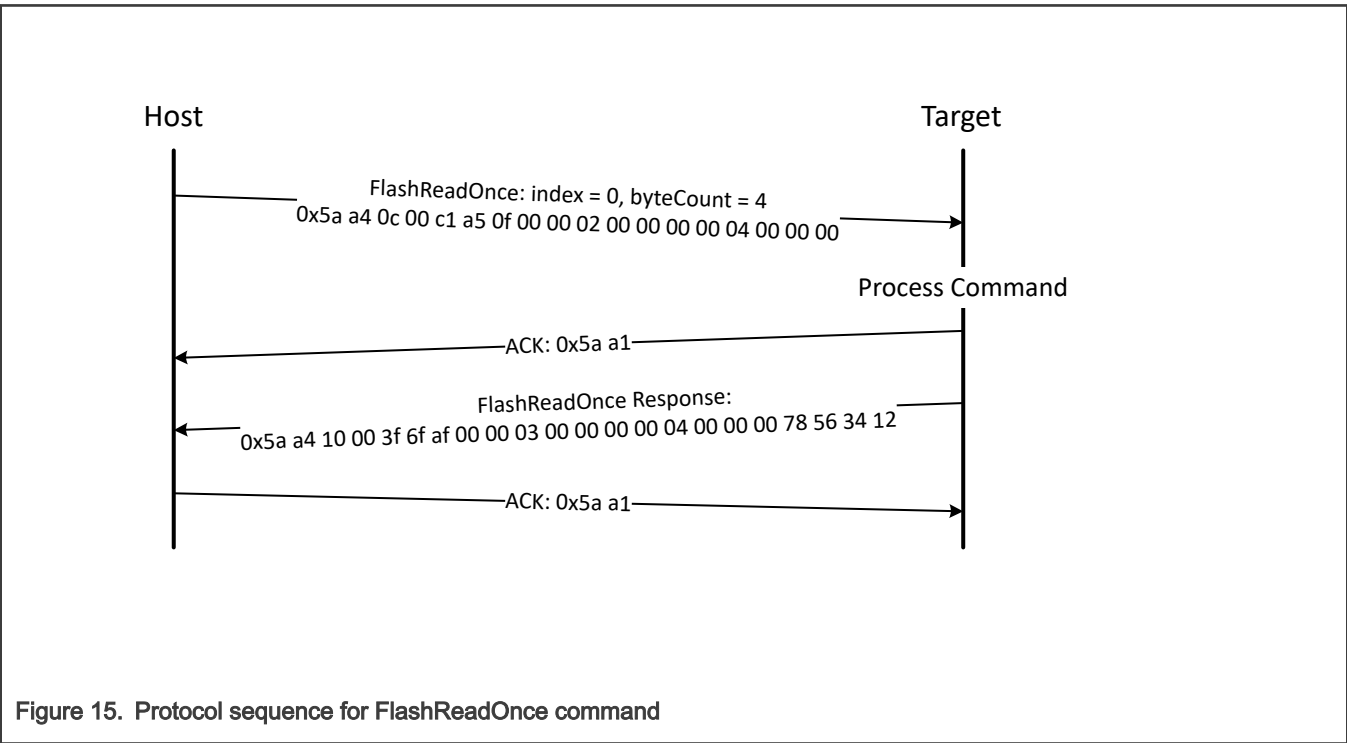 Host
Target
FlashReadOnce: index = 0, byteCount = 4
0x5a a4 0c 00 c1 a5 0f 00 00 02 00 00 00 00 04 00 00 00
Process Command
ACK: 0x5a a1
FlashReadOnce Response:
0x5a a4 10 00 3f 6f af 00 00 03 00 00 00 00 04 00 00 00 78 56 34 12
ACK: 0x5a a1
Figure 15. Protocol sequence for FlashReadOnce command